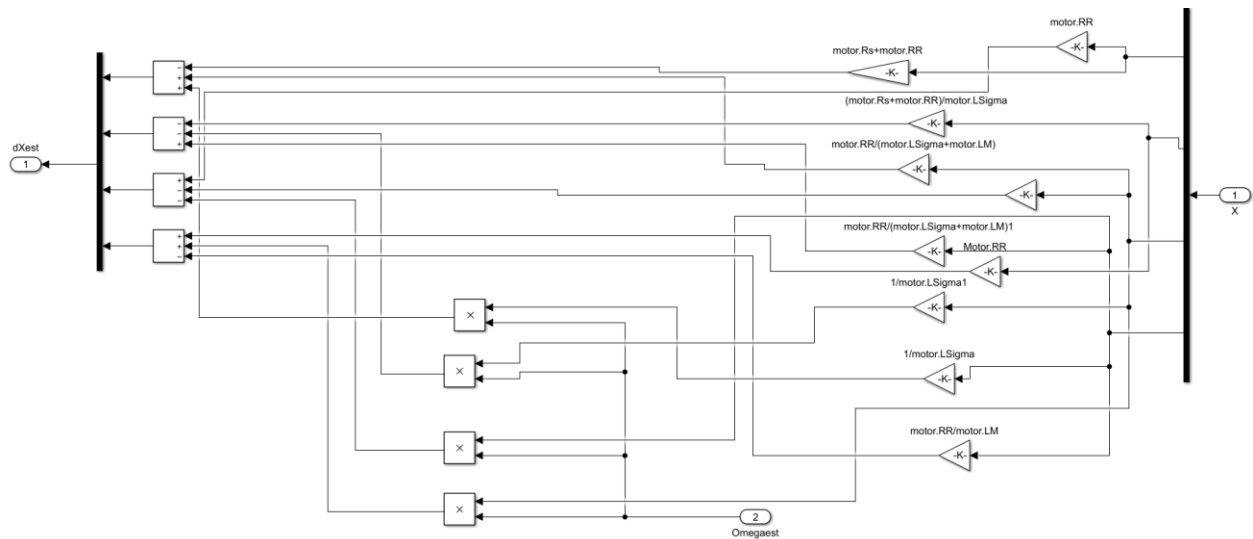 motor.RR
-K-
motor.Rs+motor.RR
-K-
−
+
+
(motor.Rs+motor.RR)/motor.LSigma
-K-
−
−
+
motor.RR/(motor.LSigma+motor.LM)
dXest
1
-K-
-K-
1
X
+
−
−
motor.RR/(motor.LSigma+motor.LM)1
-K-
Motor.RR
-K-
+
+
−
1/motor.LSigma1
-K-
×
1/motor.LSigma
-K-
×
motor.RR/motor.LM
-K-
×
×
2
Omegaest